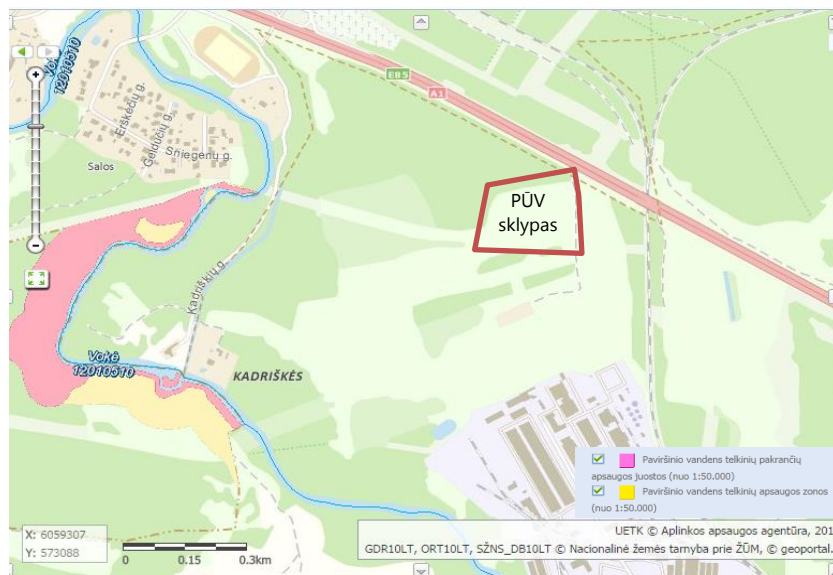 E85
A1
Vokė
12010510
Erškečių g.
Geldučių g.
Sniegenų g.
Salos
PŪV
sklypas
Kadriškių g.
Vokė
12010510
KADRIŠKĖS
Paviršinio vandens telkinių pakrančių
apsaugos juostos (nuo 1:50.000)
Paviršinio vandens telkinių apsaugos zonos
(nuo 1:50.000)
X: 6059307
Y: 573088
0 0.15 0.3km
UETK © Aplinkos apsaugos agentūra, 201
GDR10LT, ORT10LT, SŽNS_DB10LT © Nacionalinė žemės tarnyba prie ŽŪM, © geoportal.